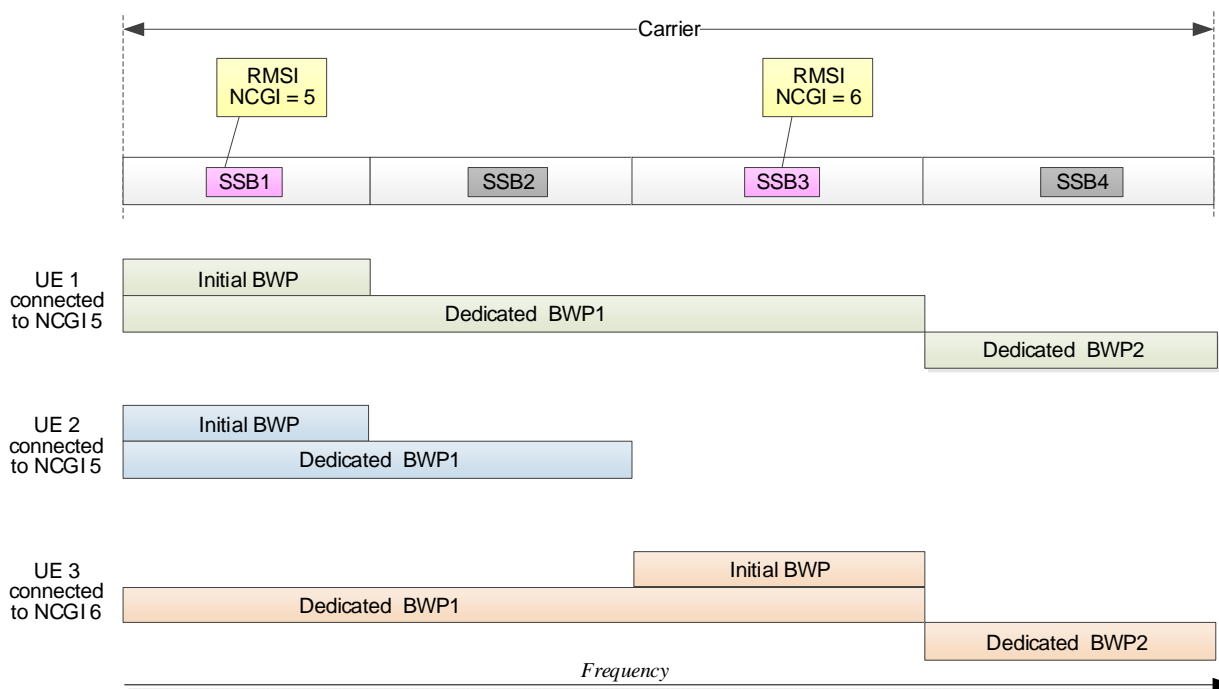 Carrier
RMSI
NCGI = 5
RMSI
NCGI = 6
SSB1
SSB2
SSB3
SSB4
UE 1
connected
to NCGI 5
Initial BWP
Dedicated BWP1
Dedicated BWP2
UE 2
connected
to NCGI 5
Initial BWP
Dedicated BWP1
UE 3
connected
to NCGI 6
Initial BWP
Dedicated BWP1
Dedicated BWP2
Frequency